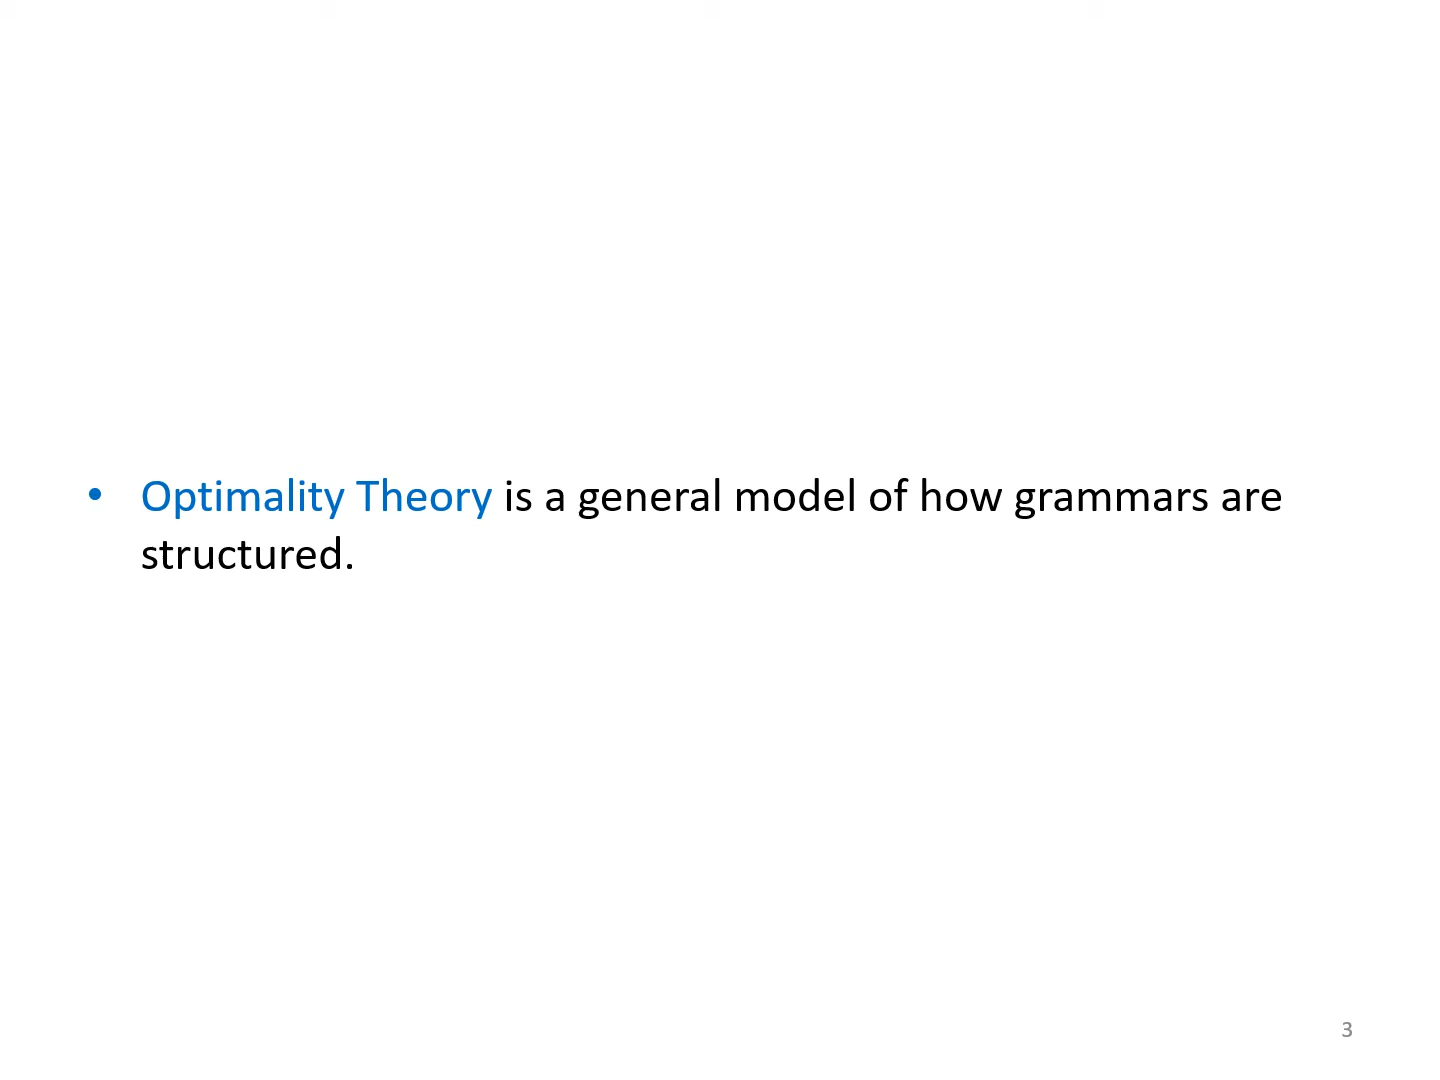 • Optimality Theory is a general model of how grammars are
structured.
3